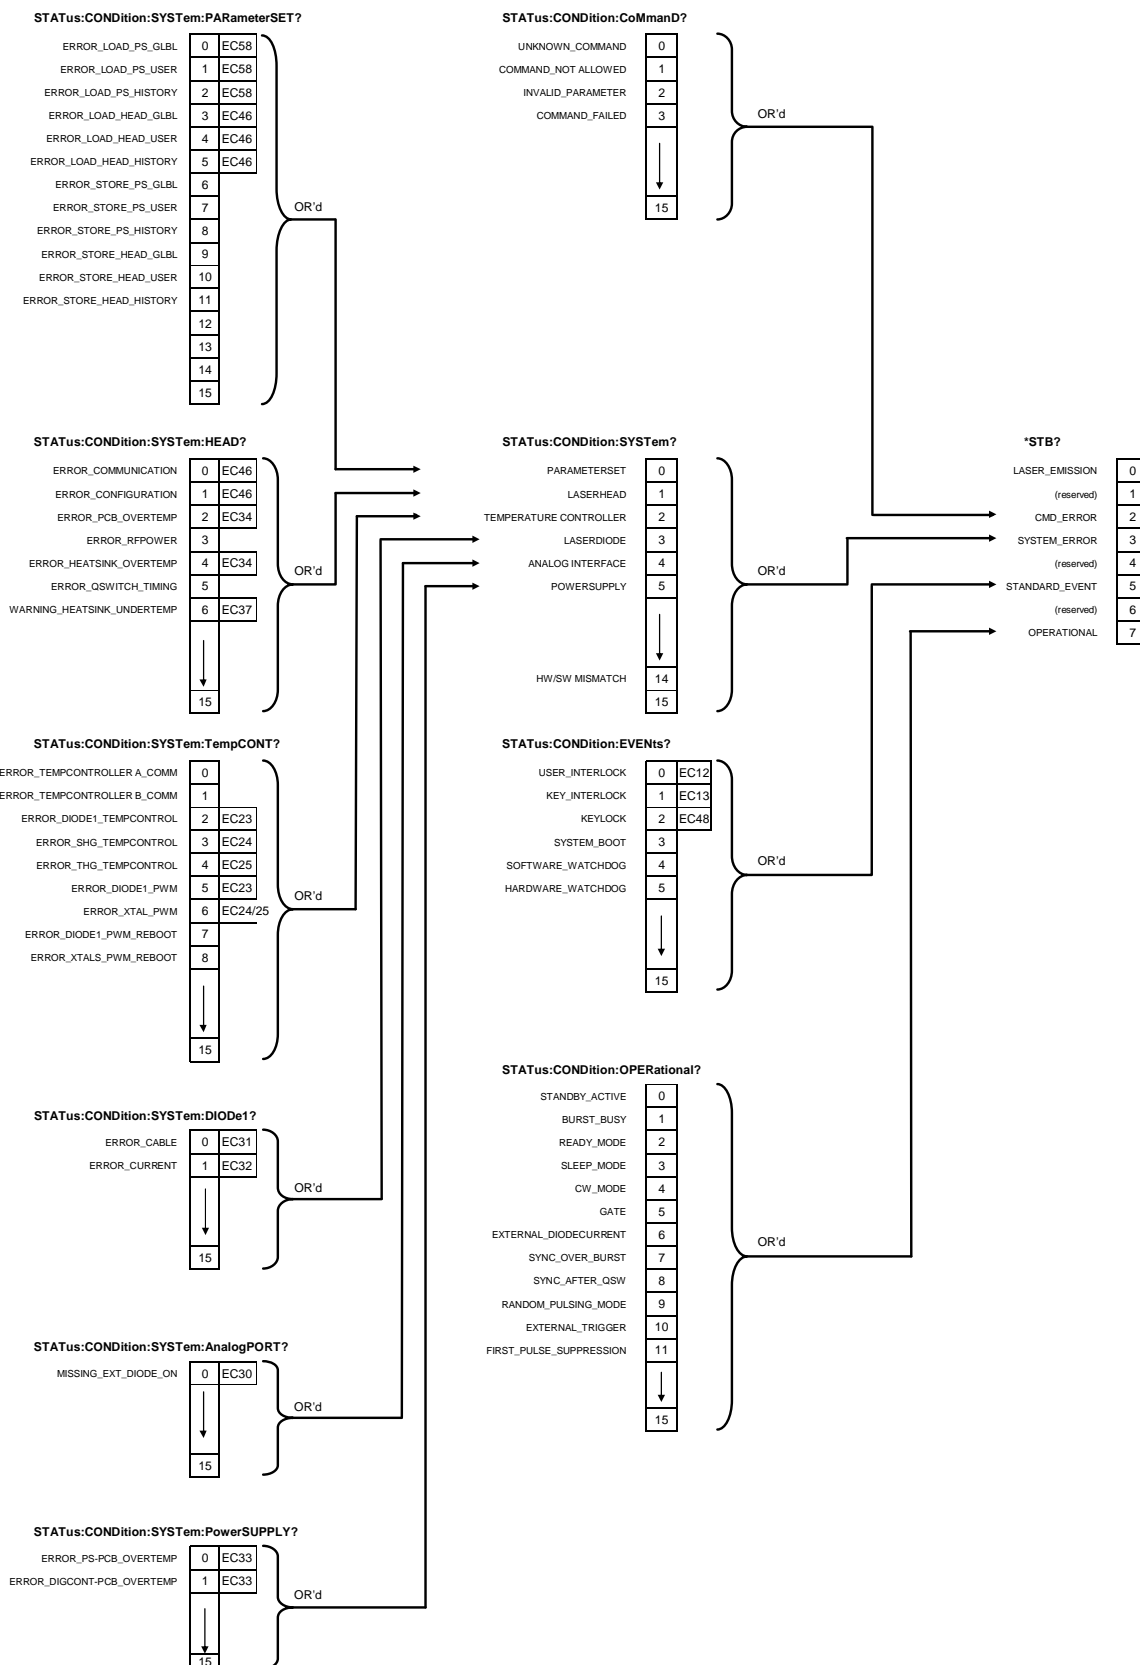 STATus:CONDition:SYSTem:PARameterSET?
ERROR_LOAD_PS_GLBL 0 EC58
ERROR_LOAD_PS_USER 1 EC58
ERROR_LOAD_PS_HISTORY 2 EC58
ERROR_LOAD_HEAD_GLBL 3 EC46
ERROR_LOAD_HEAD_USER 4 EC46
ERROR_LOAD_HEAD_HISTORY 5 EC46
ERROR_STORE_PS_GLBL 6
ERROR_STORE_PS_USER 7
ERROR_STORE_PS_HISTORY 8
ERROR_STORE_HEAD_GLBL 9
ERROR_STORE_HEAD_USER 10
ERROR_STORE_HEAD_HISTORY 11
12
13
14
15
OR'd
STATus:CONDition:SYSTem:HEAD?
ERROR_COMMUNICATION 0 EC46
ERROR_CONFIGURATION 1 EC46
ERROR_PCB_OVERTEMP 2 EC34
ERROR_RFPOWER 3
ERROR_HEATSINK_OVERTEMP 4 EC34
ERROR_QSWITCH_TIMING 5
WARNING_HEATSINK_UNDERTEMP 6 EC37
15
OR'd
STATus:CONDition:SYSTem:TempCONT?
ERROR_TEMPCONTROLLER A_COMM 0
ERROR_TEMPCONTROLLER B_COMM 1
ERROR_DIODE1_TEMPCONTROL 2 EC23
ERROR_SHG_TEMPCONTROL 3 EC24
ERROR_THG_TEMPCONTROL 4 EC25
ERROR_DIODE1_PWM 5 EC23
ERROR_XTAL_PWM 6 EC24/25
ERROR_DIODE1_PWM_REBOOT 7
ERROR_XTALS_PWM_REBOOT 8
15
OR'd
STATus:CONDition:SYSTem:DIODe1?
ERROR_CABLE 0 EC31
ERROR_CURRENT 1 EC32
15
OR'd
STATus:CONDition:SYSTem:AnalogPORT?
MISSING_EXT_DIODE_ON 0 EC30
15
OR'd
STATus:CONDition:SYSTem:PowerSUPPLY?
ERROR_PS-PCB_OVERTEMP 0 EC33
ERROR_DIGCONT-PCB_OVERTEMP 1 EC33
15
OR'd
STATus:CONDition:CoMmanD?
UNKNOWN_COMMAND 0
COMMAND_NOT ALLOWED 1
INVALID_PARAMETER 2
COMMAND_FAILED 3
15
OR'd
STATus:CONDition:SYSTem?
PARAMETERSET 0
LASERHEAD 1
TEMPERATURE CONTROLLER 2
LASERDIODE 3
ANALOG INTERFACE 4
POWERSUPPLY 5
HW/SW MISMATCH 14
15
OR'd
STATus:CONDition:EVENts?
USER_INTERLOCK 0 EC12
KEY_INTERLOCK 1 EC13
KEYLOCK 2 EC48
SYSTEM_BOOT 3
SOFTWARE_WATCHDOG 4
HARDWARE_WATCHDOG 5
15
OR'd
STATus:CONDition:OPERational?
STANDBY_ACTIVE 0
BURST_BUSY 1
READY_MODE 2
SLEEP_MODE 3
CW_MODE 4
GATE 5
EXTERNAL_DIODECURRENT 6
SYNC_OVER_BURST 7
SYNC_AFTER_QSW 8
RANDOM_PULSING_MODE 9
EXTERNAL_TRIGGER 10
FIRST_PULSE_SUPPRESSION 11
15
OR'd
*STB?
LASER_EMISSION 0
(reserved) 1
CMD_ERROR 2
SYSTEM_ERROR 3
(reserved) 4
STANDARD_EVENT 5
(reserved) 6
OPERATIONAL 7